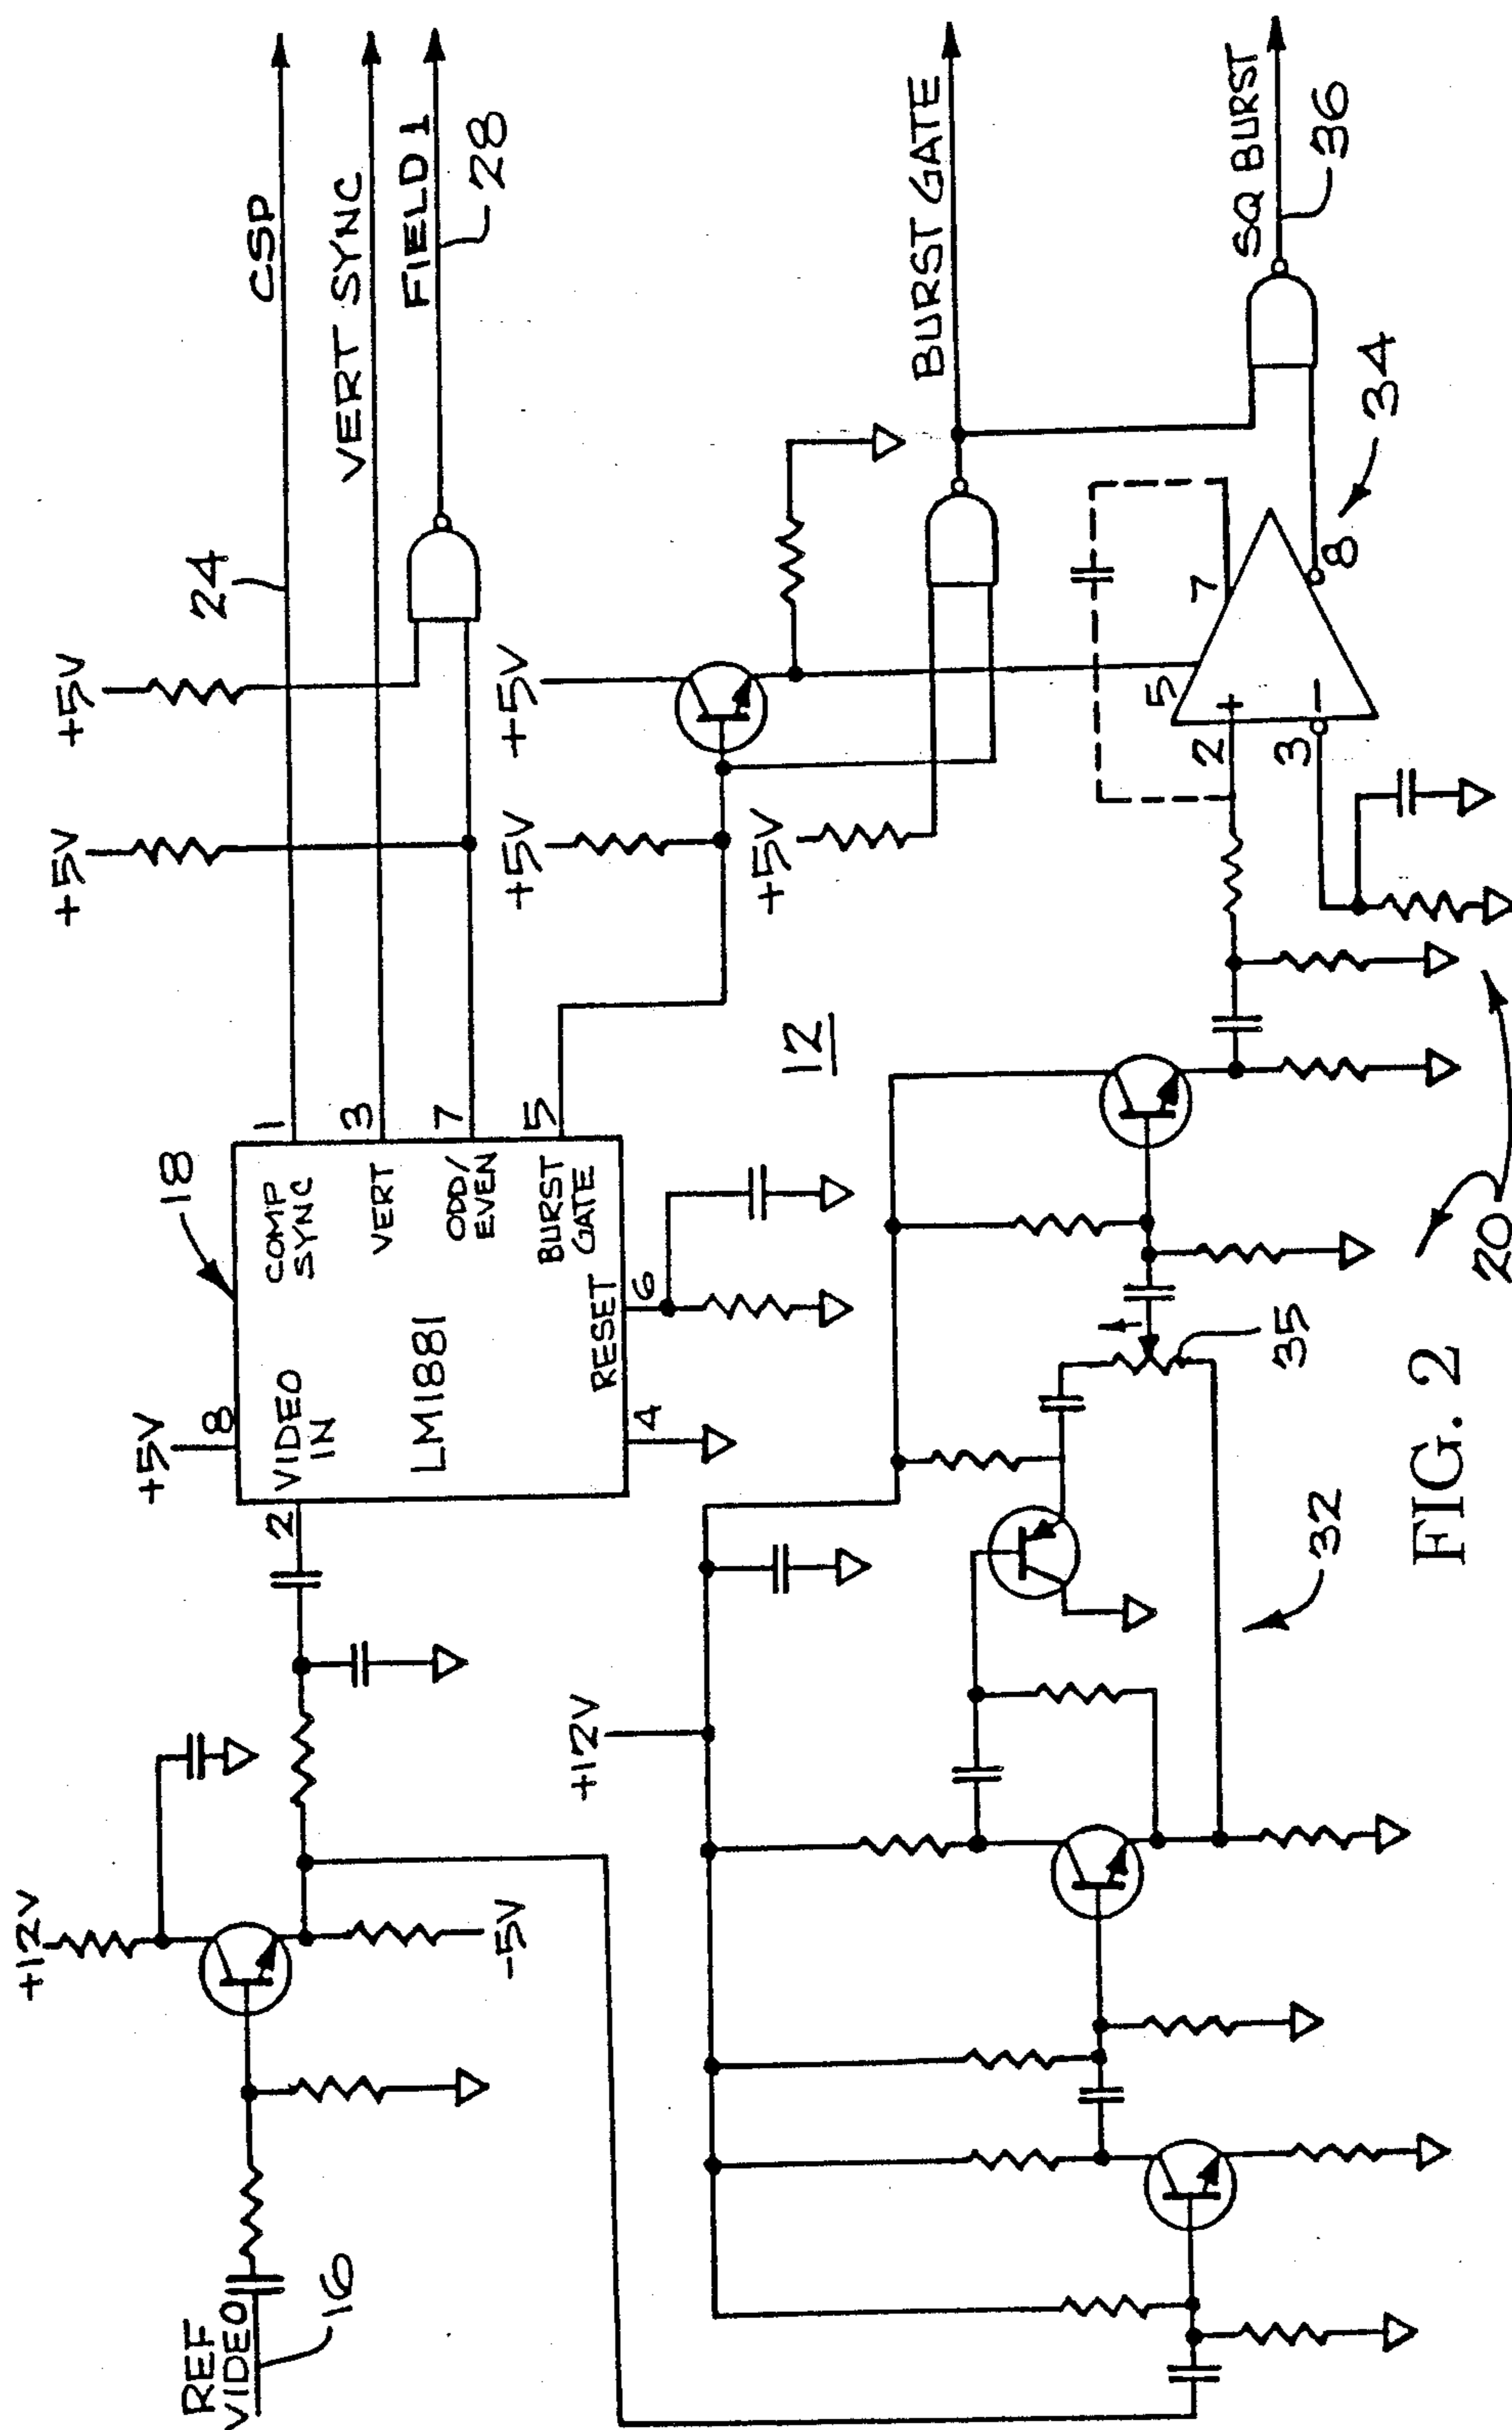 REF
VIDEO
16
+12V
-5V
+5V
8
2
VIDEO
IN
LM1881
18
COMP
SYNC
VERT
ODD/
EVEN
BURST
GATE
RESET
1
3
7
5
6
4
+5V
+5V
24
CSP
VERT SYNC
FIELD 1
28
+5V
+5V
+5V
BURST GATE
12
+12V
32
35
20
2
3
+
-
5
7
8
34
SQ BURST
36
FIG. 2